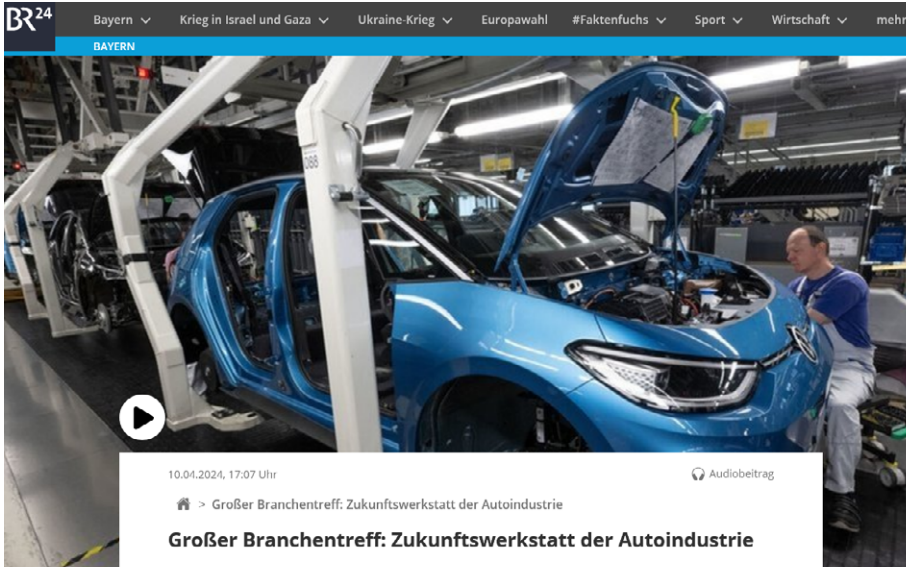 BR24
Bayern Krieg in Israel und Gaza Ukraine-Krieg Europawahl #Faktenfuchs Sport Wirtschaft mehr
BAYERN
088
10.04.2024, 17:07 Uhr Audiobeitrag
> Großer Branchentreff: Zukunftswerkstatt der Autoindustrie
Großer Branchentreff: Zukunftswerkstatt der Autoindustrie